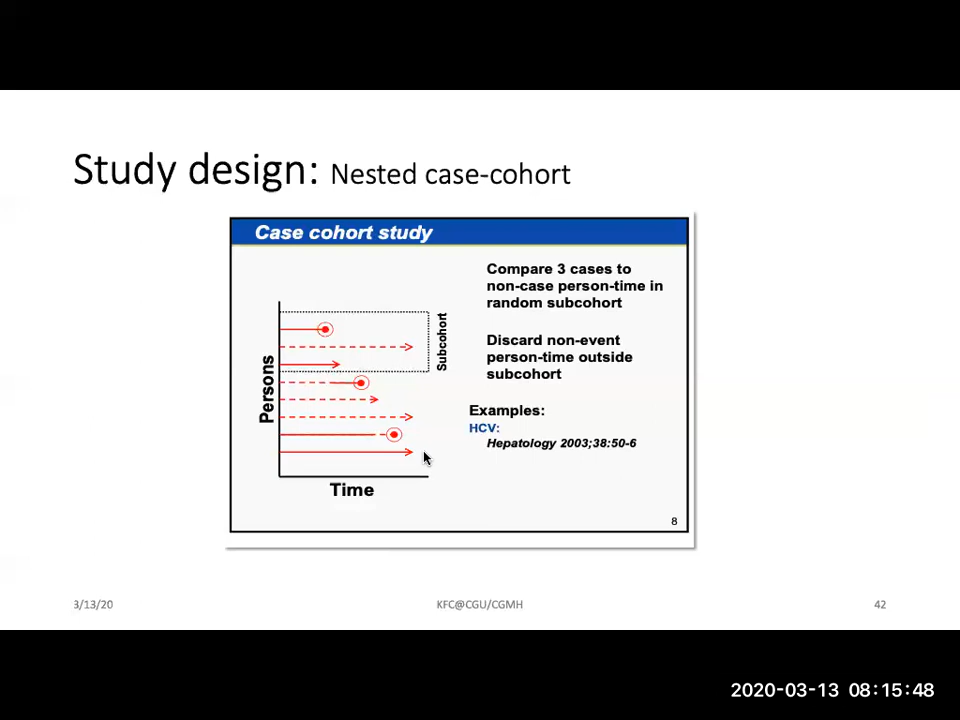 Study design: Nested case-cohort
Case cohort study
Compare 3 cases to
non-case person-time in
random subcohort
Discard non-event
person-time outside
subcohort
Examples:
HCV:
Hepatology 2003;38:50-6
Subcohort
Persons
Time
8
3/13/20
KFC@CGU/CGMH
42
2020-03-13 08:15:48